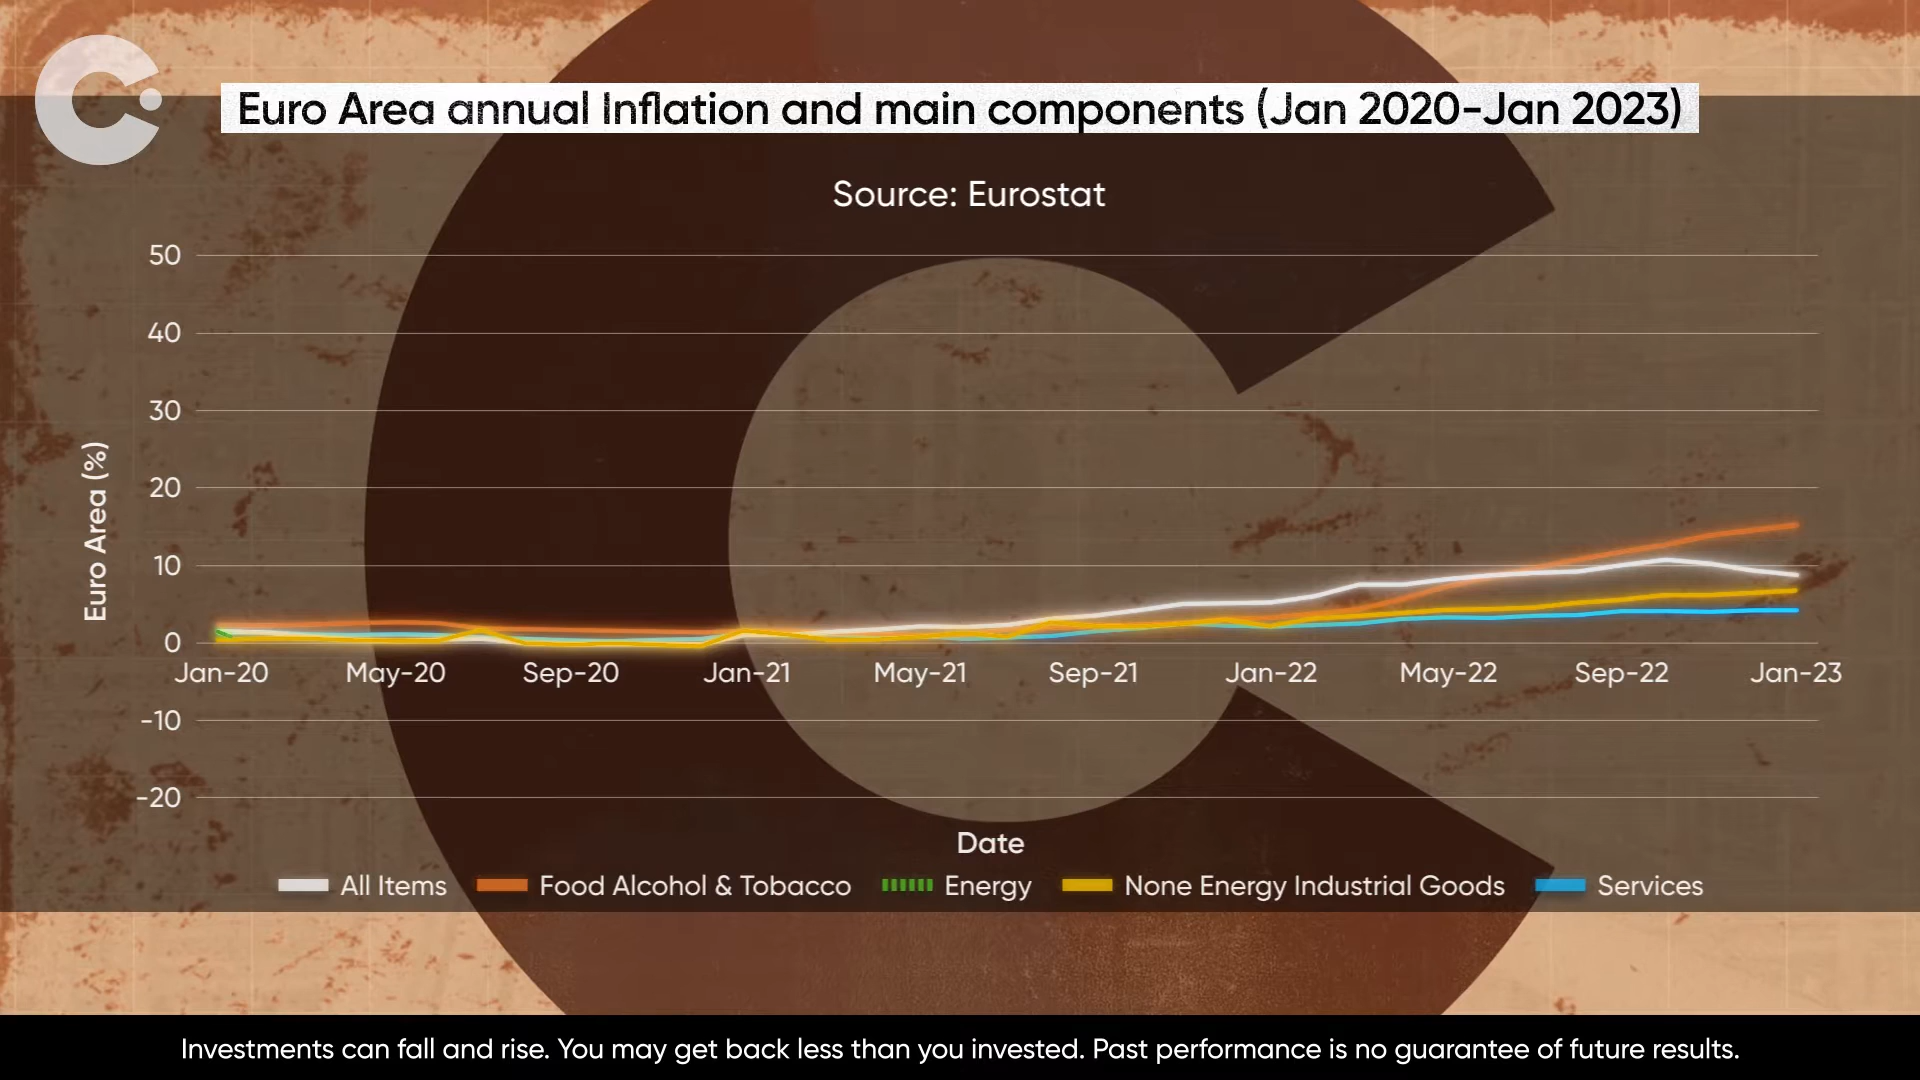 Euro Area annual Inflation and main components (Jan 2020-Jan 2023)
Source: Eurostat
50
40
30
20
10
0
-10
-20
Euro Area (%)
Jan-20 May-20 Sep-20 Jan-21 May-21 Sep-21 Jan-22 May-22 Sep-22 Jan-23
Date
All Items Food Alcohol & Tobacco Energy None Energy Industrial Goods Services
Investments can fall and rise. You may get back less than you invested. Past performance is no guarantee of future results.